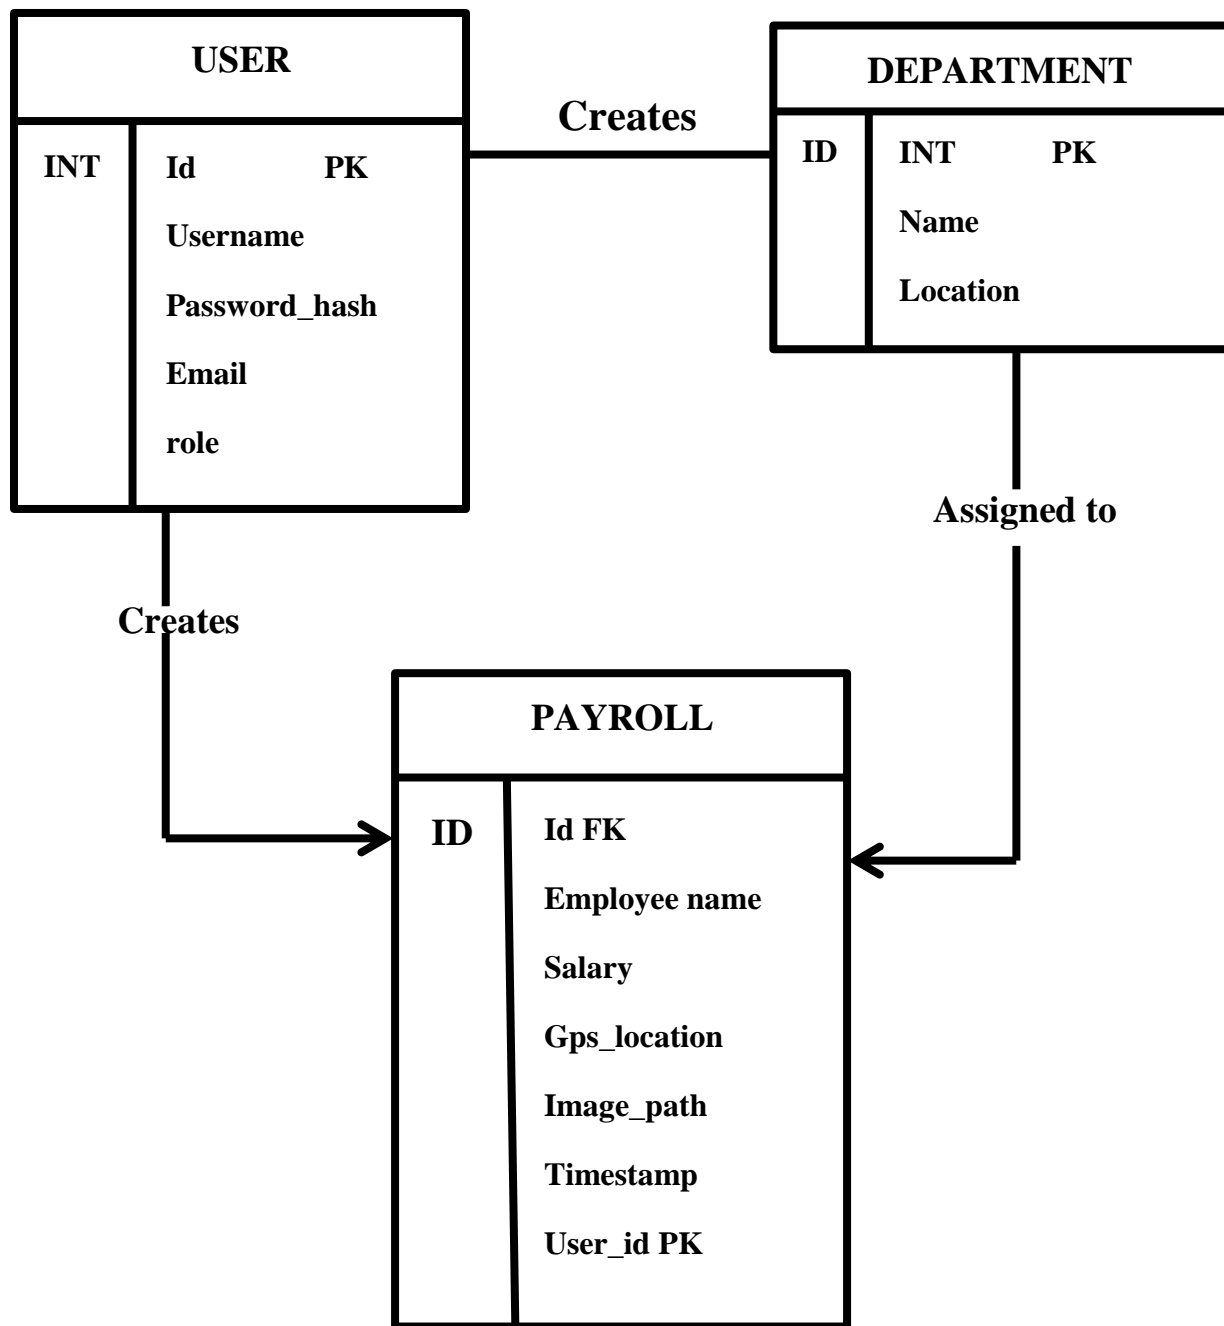 USER
INT Id PK
Username
Password_hash
Email
role
Creates
DEPARTMENT
ID INT PK
Name
Location
Assigned to
Creates
PAYROLL
ID Id FK
Employee name
Salary
Gps_location
Image_path
Timestamp
User_id PK